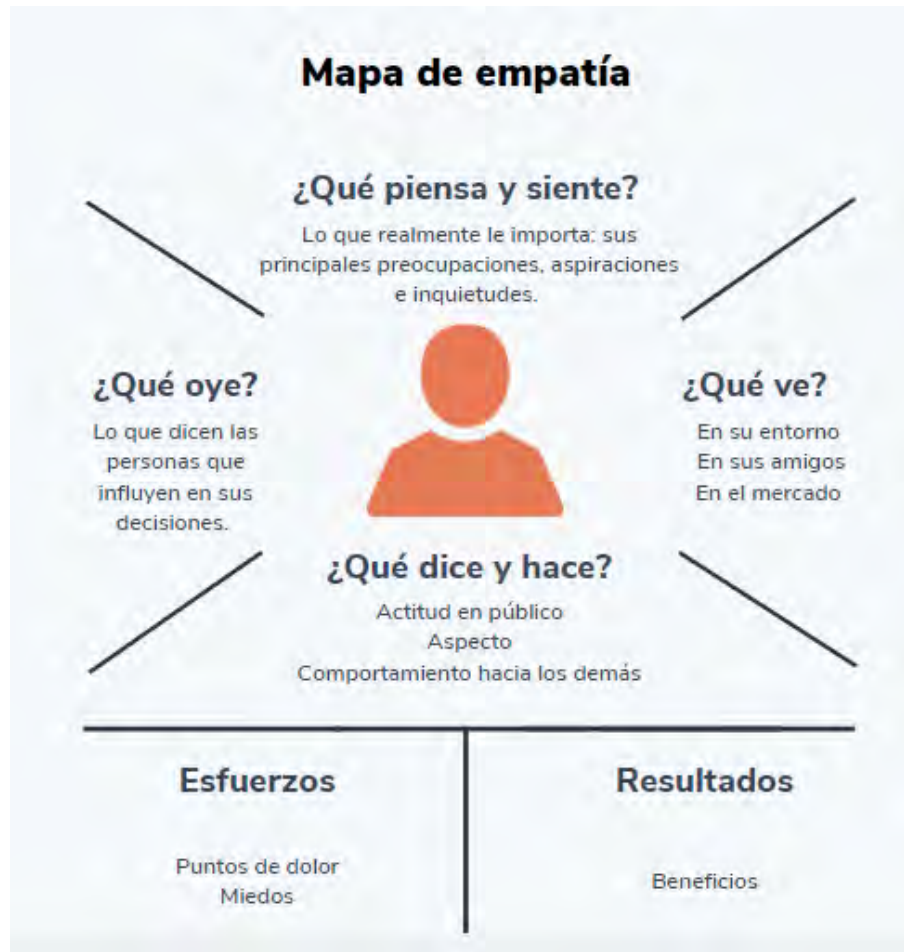 Mapa de empatía
¿Qué piensa y siente?
Lo que realmente le importa: sus
principales preocupaciones, aspiraciones
e inquietudes.
¿Qué oye?
Lo que dicen las
personas que
influyen en sus
decisiones.
¿Qué ve?
En su entorno
En sus amigos
En el mercado
¿Qué dice y hace?
Actitud en público
Aspecto
Comportamiento hacia los demás
Esfuerzos
Puntos de dolor
Miedos
Resultados
Beneficios